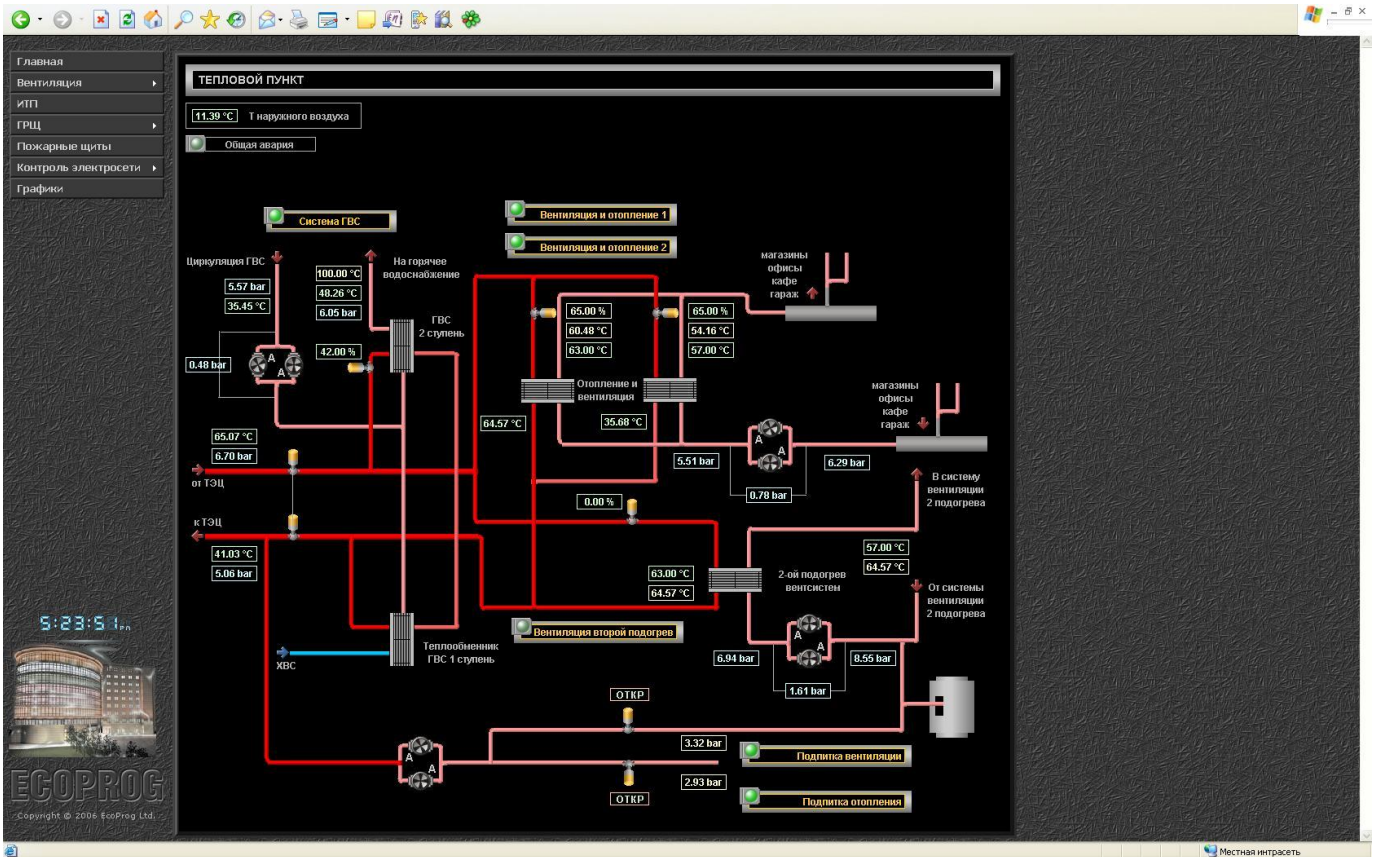 Главная
Вентиляция
ИТП
ГРЩ
Пожарные щиты
Контроль электросети
Графики
ТЕПЛОВОЙ ПУНКТ
11.39 °C Т наружного воздуха
Общая авария
Система ГВС
Вентиляция и отопление 1
Вентиляция и отопление 2
Циркуляция ГВС
5.57 bar
35.45 °C
0.48 bar
A
A
На горячее
водоснабжение
100.00 °C
48.26 °C
6.05 bar
42.00 %
ГВС
2 ступень
65.00 %
60.48 °C
63.00 °C
65.00 %
54.16 °C
57.00 °C
магазины
офисы
кафе
гараж
Отопление и
вентиляция
64.57 °C
35.68 °C
магазины
офисы
кафе
гараж
A
A
5.51 bar
6.29 bar
0.78 bar
65.07 °C
6.70 bar
от ТЭЦ
к ТЭЦ
41.03 °C
5.06 bar
0.00 %
В систему
вентиляции
2 подогрева
57.00 °C
64.57 °C
63.00 °C
64.57 °C
2-ой подогрев
вентсистем
От системы
вентиляции
2 подогрева
Вентиляция второй подогрев
A
A
6.94 bar
8.55 bar
1.61 bar
Теплообменник
ГВС 1 ступень
ХВС
ОТКР
3.32 bar
A
A
2.93 bar
ОТКР
Подпитка вентиляции
Подпитка отопления
5:23:51
ECOPROG
Copyright © 2006 EcoProg Ltd.
Местная интрасеть